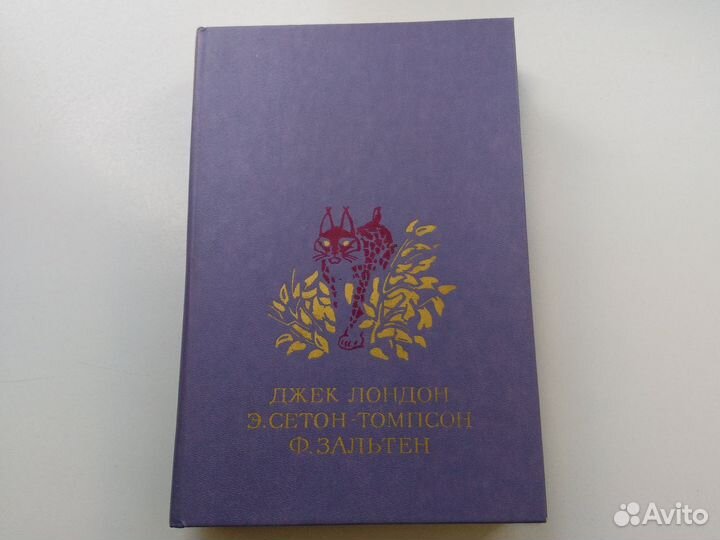 ДЖЕК ЛОНДОН
Э. СЕТОН-ТОМПСОН
Ф. ЗАЛЬТЕН
Avito